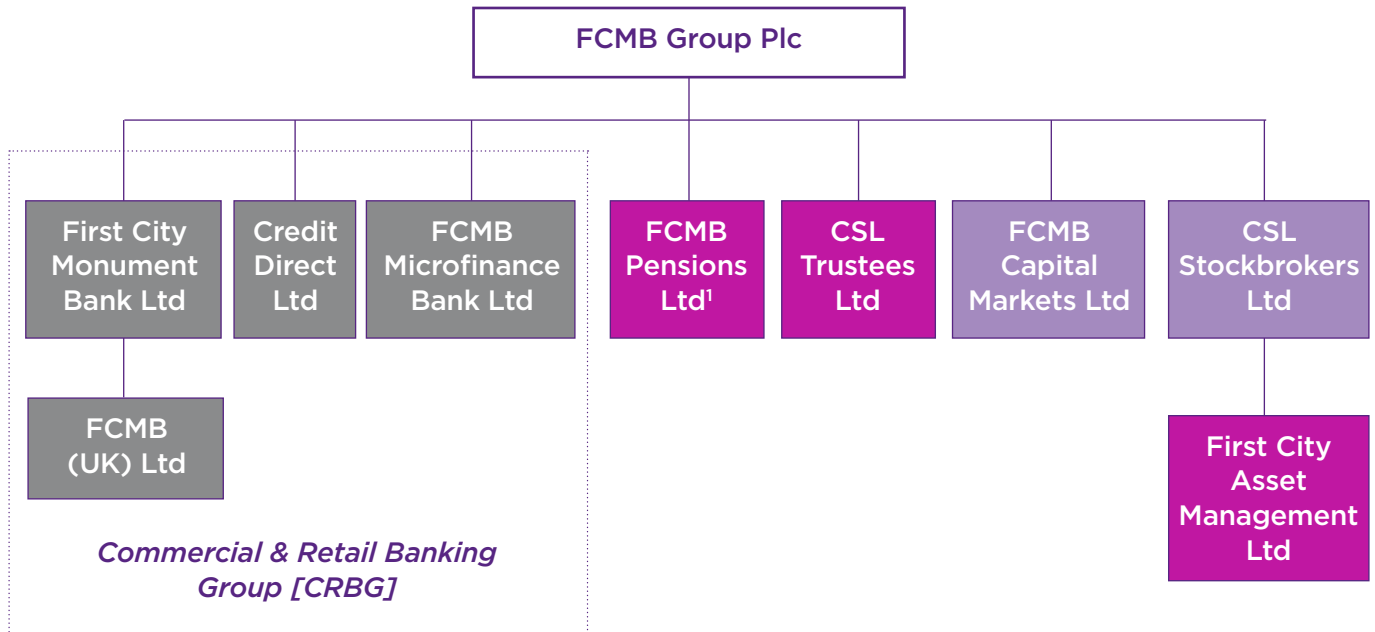 FCMB Group Plc
First City
Monument
Bank Ltd
Credit
Direct
Ltd
FCMB
Microfinance
Bank Ltd
FCMB
Pensions
Ltd¹
CSL
Trustees
Ltd
FCMB
Capital
Markets Ltd
CSL
Stockbrokers
Ltd
FCMB
(UK) Ltd
First City
Asset
Management
Ltd
Commercial & Retail Banking
Group [CRBG]